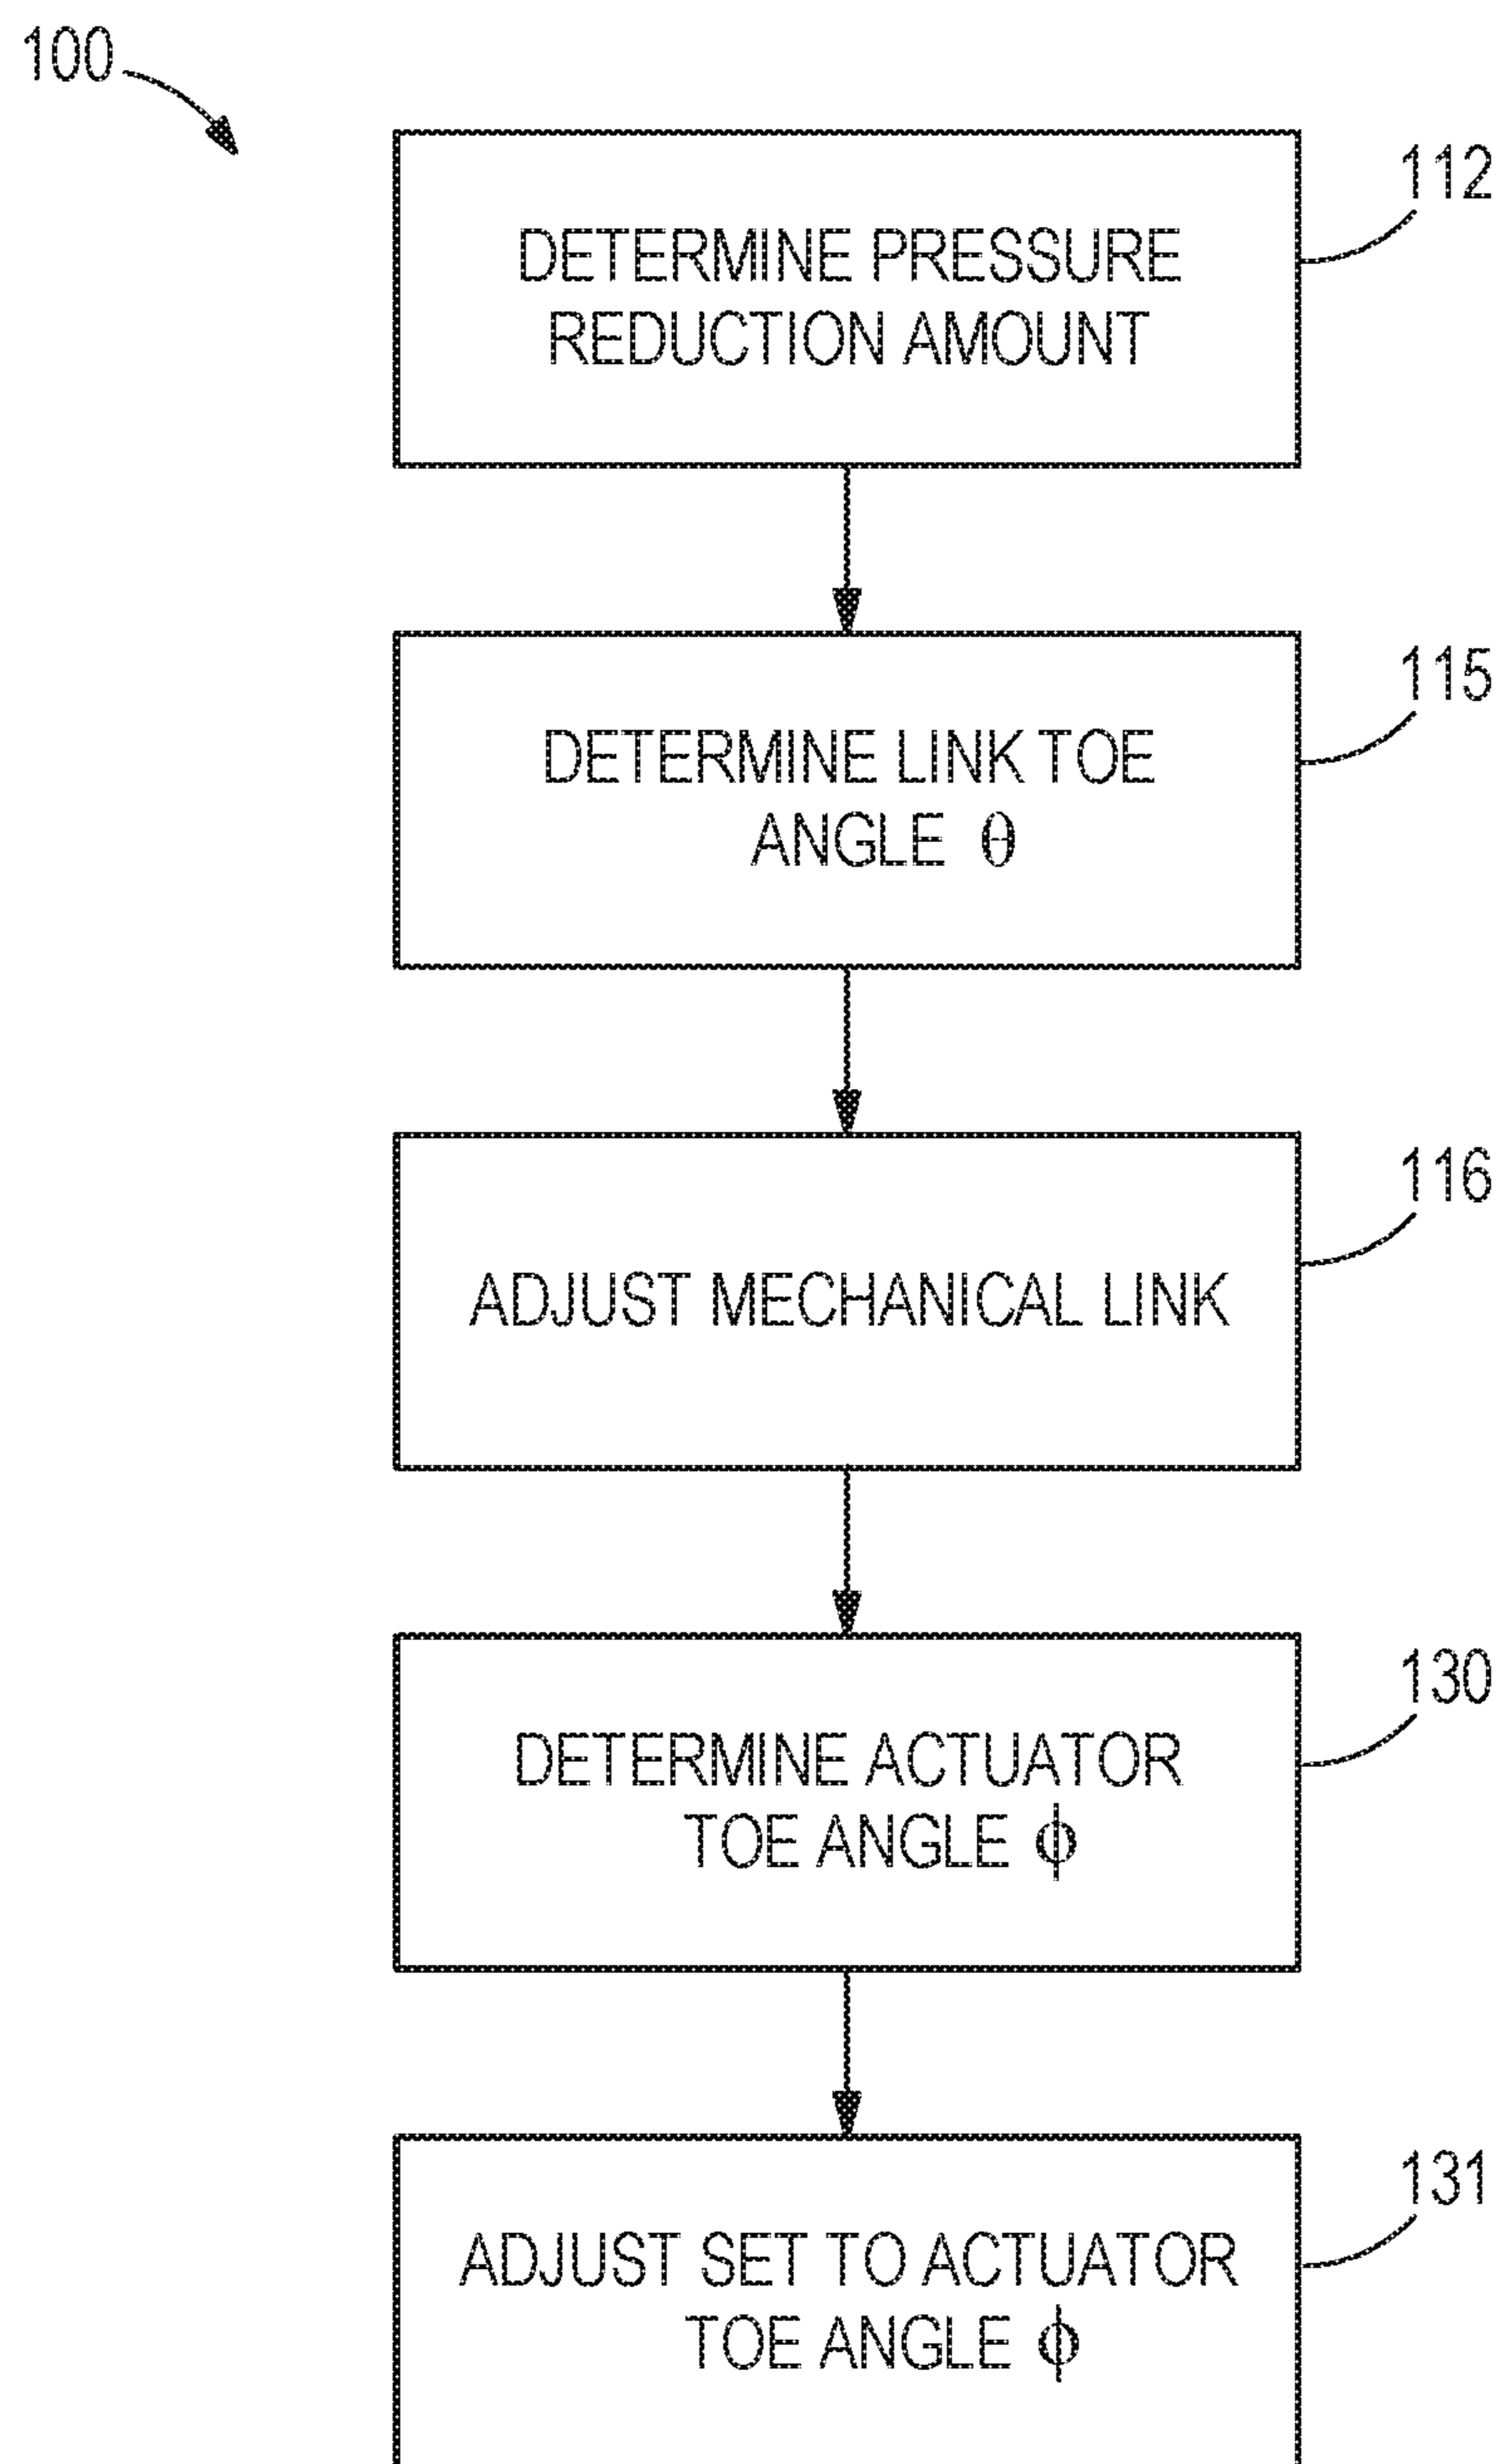 100
112
DETERMINE PRESSURE
REDUCTION AMOUNT
115
DETERMINE LINK TOE
ANGLE θ
116
ADJUST MECHANICAL LINK
130
DETERMINE ACTUATOR
TOE ANGLE ϕ
131
ADJUST SET TO ACTUATOR
TOE ANGLE ϕ